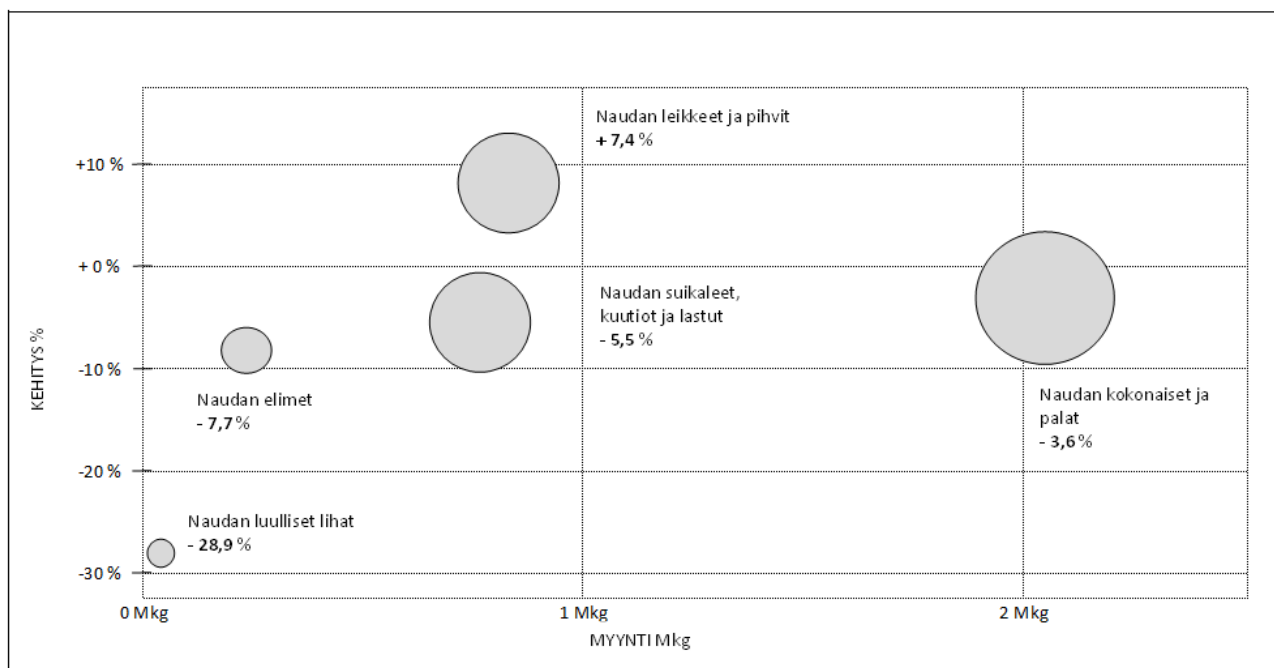 Naudan leikkeet ja pihvit
+ 7,4 %
+10 %
+ 0 %
Naudan suikaleet,
kuutiot ja lastut
- 5,5 %
KEHITYS %
-10 %
Naudan elimet
- 7,7 %
Naudan kokonaiset ja
palat
- 3,6 %
-20 %
Naudan luulliset lihat
- 28,9 %
-30 %
0 Mkg
1 Mkg
2 Mkg
MYYNTI Mkg